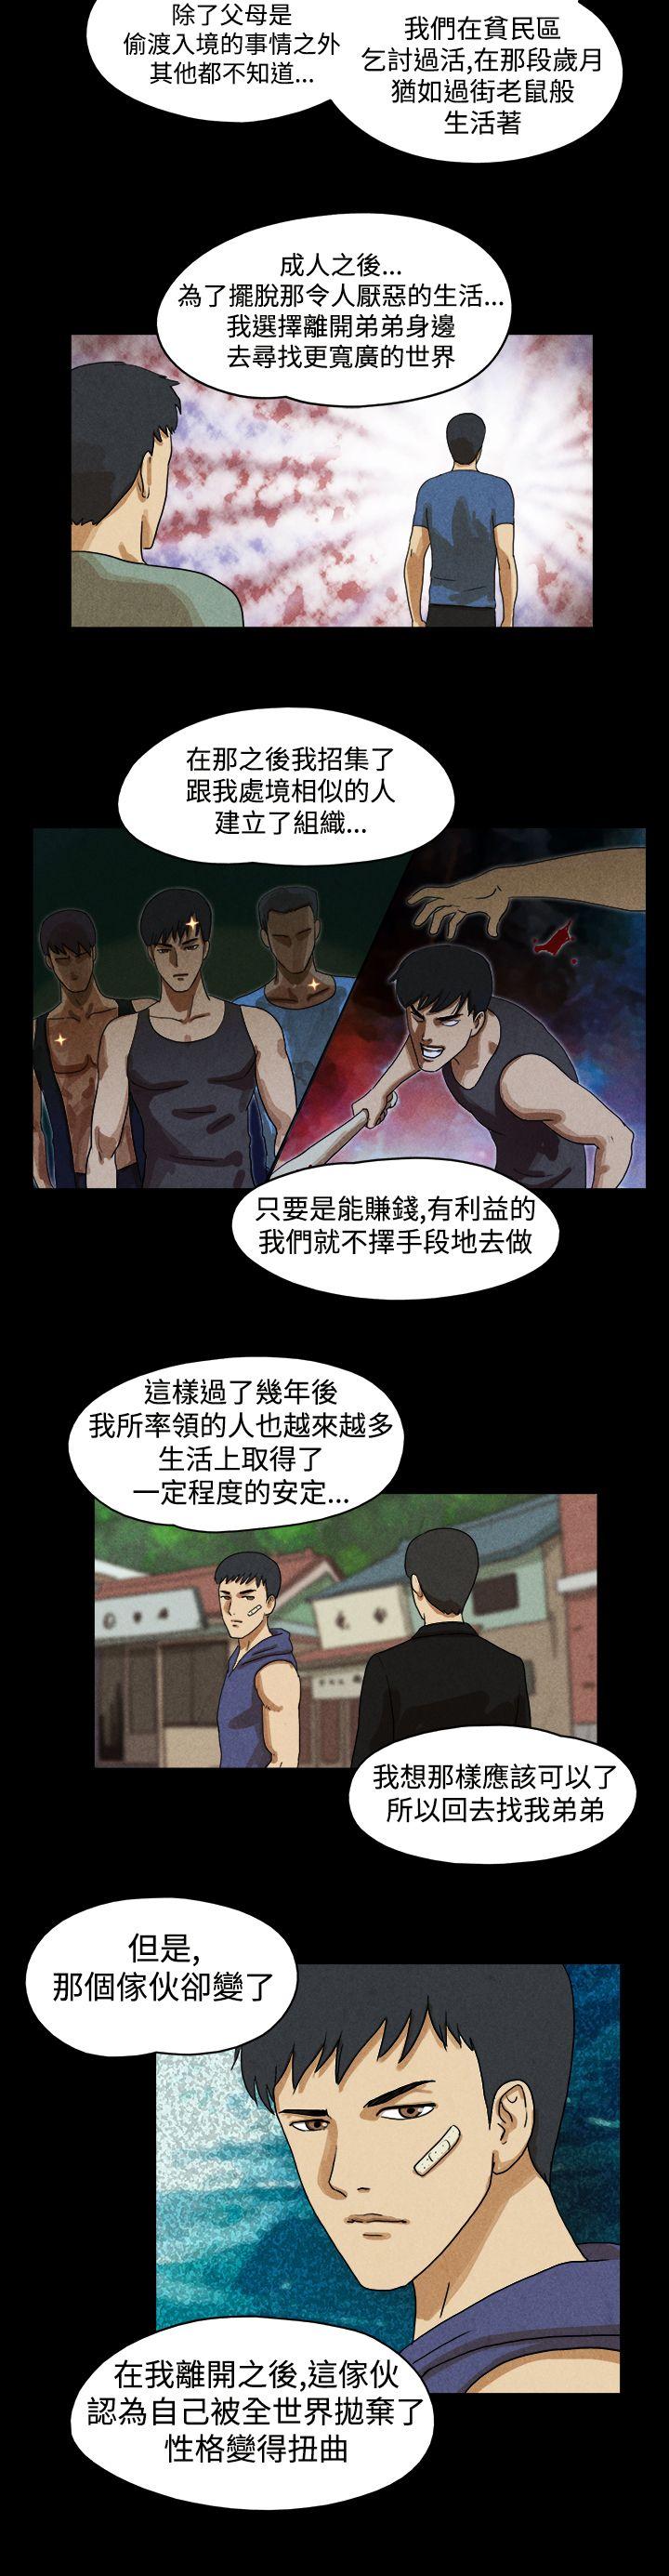 除了父母是
偷渡入境的事情之外
其他都不知道...
我們在貧民區
乞討過活,在那段歲月
猶如過街老鼠般
生活著
成人之後...
為了擺脫那令人厭惡的生活...
我選擇離開弟弟身邊
去尋找更寬廣的世界
在那之後我招集了
跟我處境相似的人
建立了組織...
只要是能賺錢,有利益的
我們就不擇手段地去做
這樣過了幾年後
我所率領的人也越來越多
生活上取得了
一定程度的安定...
我想那樣應該可以了
所以回去找我弟弟
但是,
那個傢伙卻變了
在我離開之後,這傢伙
認為自己被全世界拋棄了
性格變得扭曲